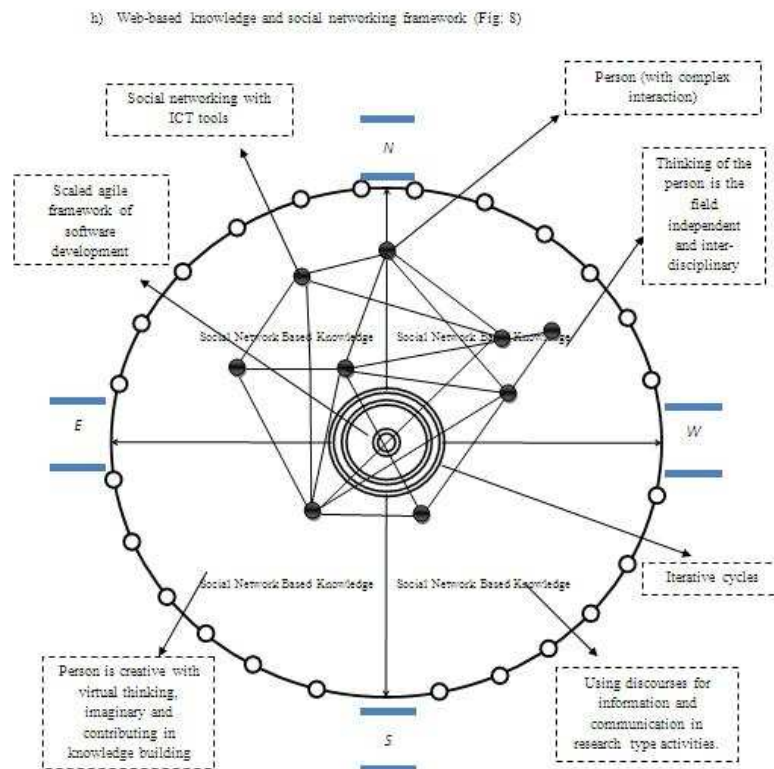 h) Web-based knowledge and social networking framework (Fig: 8)
Social networking with
ICT tools
Person (with complex
interaction)
N
Scaled agile
framework of
software
development
Thinking of the
person is the
field
independent
and inter-
disciplinary
Social Network Based Knowledge
Social Network Based Knowledge
E
W
Social Network Based Knowledge
Social Network Based Knowledge
Iterative cycles
Person is creative with
virtual thinking,
imaginary and
contributing in
knowledge building
Using discourses for
information and
communication in
research type activities.
S